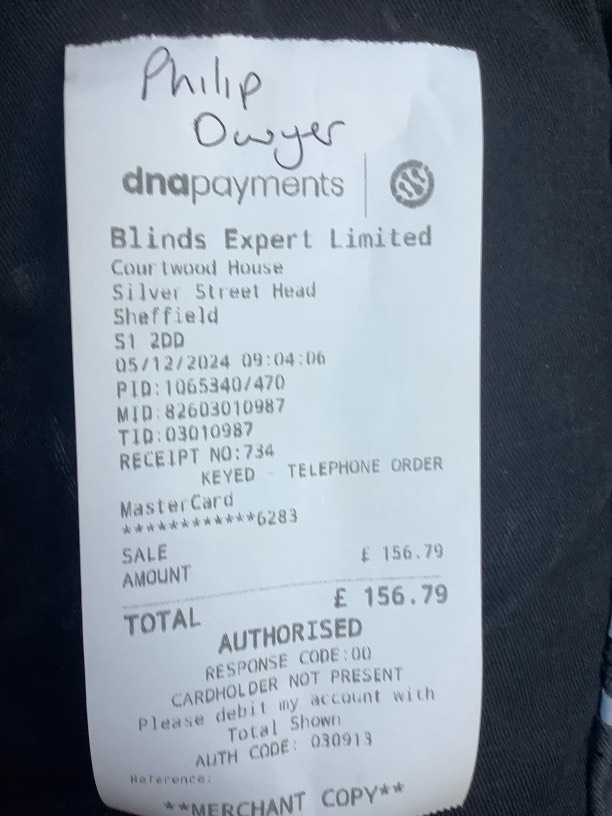 Philip
Dwyer
dnapayments
Blinds Expert Limited
Courtwood House
Silver Street Head
Sheffield
S1 2DD
05/12/2024 09:04:06
PID:1065340/470
MID:82603010987
TID:03010987
RECEIPT NO:734
KEYED - TELEPHONE ORDER
MasterCard
************6283
SALE
AMOUNT £ 156.79
TOTAL £ 156.79
AUTHORISED
RESPONSE CODE:00
CARDHOLDER NOT PRESENT
Please debit my account with
Total Shown
AUTH CODE: 030913
Reference:
**MERCHANT COPY**